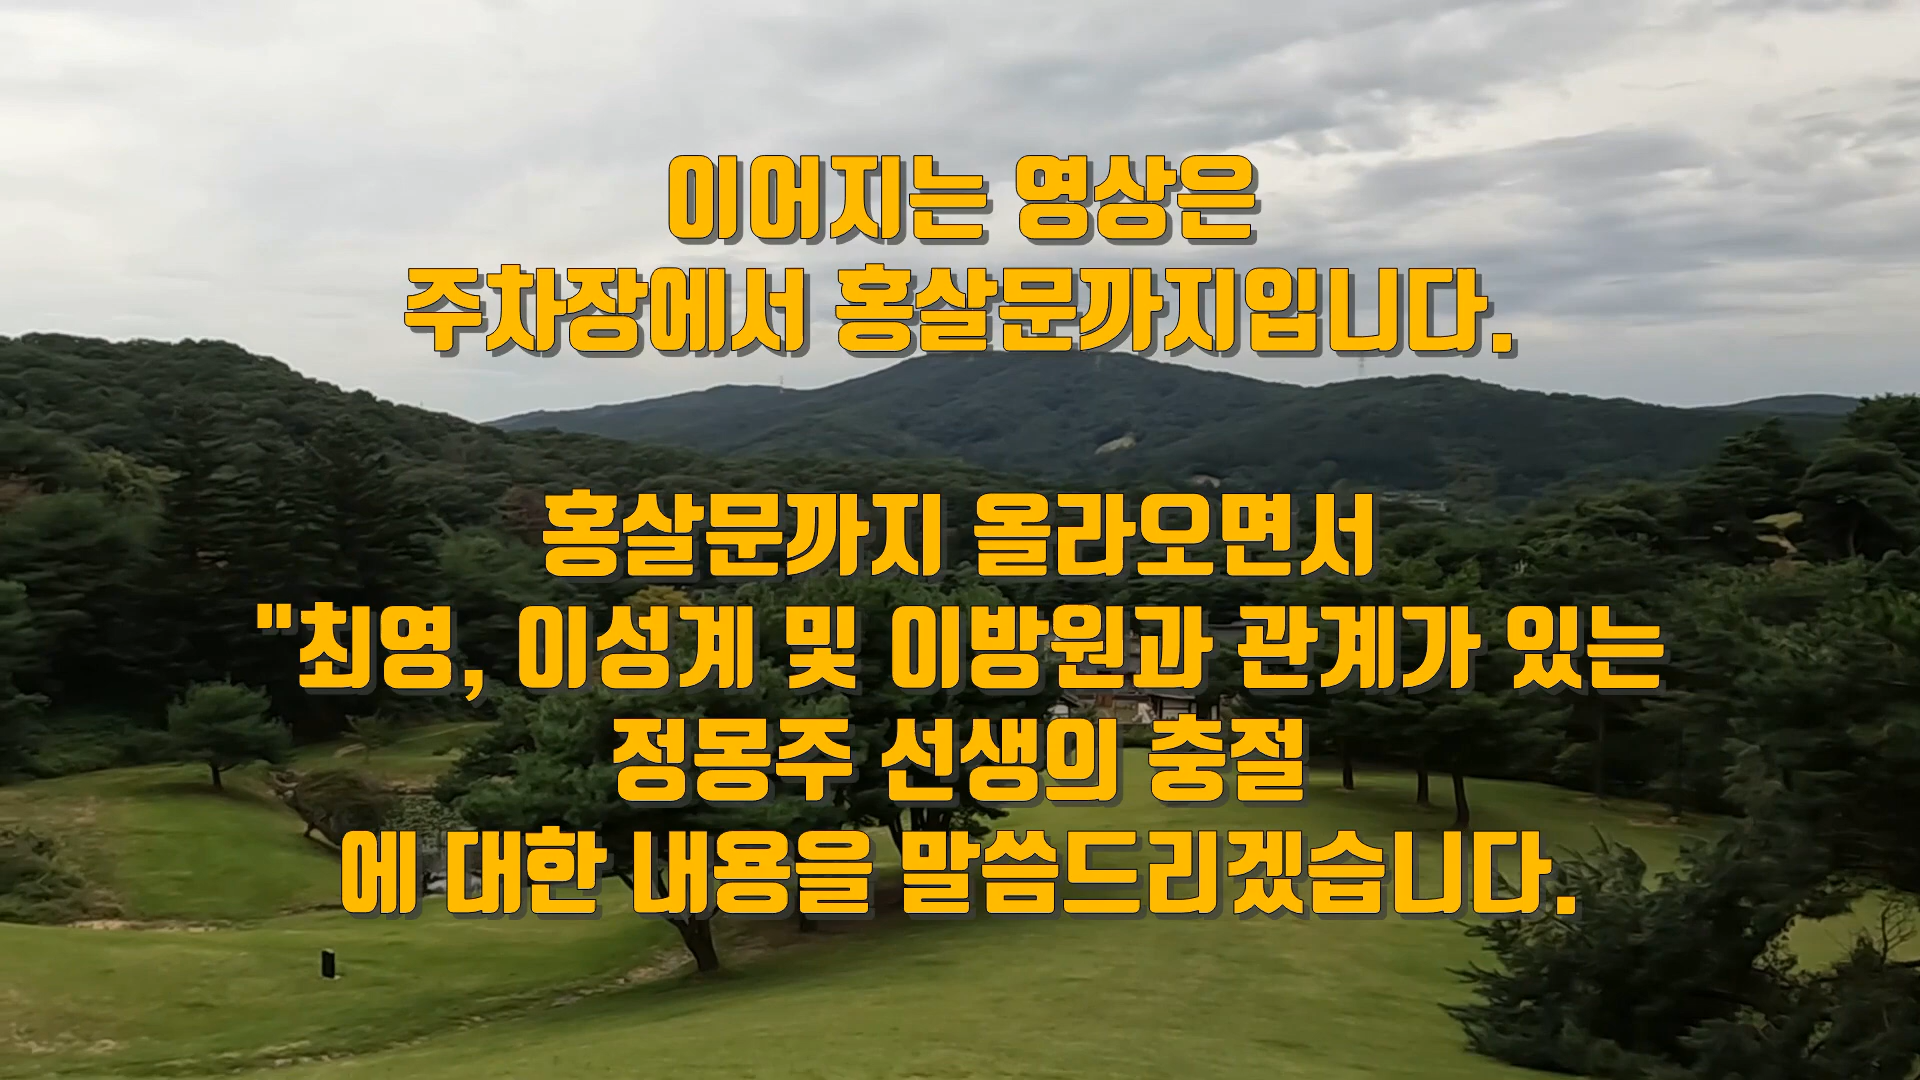 이어지는 영상은
주차장에서 홍살문까지입니다.
홍살문까지 올라오면서
"최영, 이성계 및 이방원과 관계가 있는
정몽주 선생의 충절
에 대한 내용을 말씀드리겠습니다.